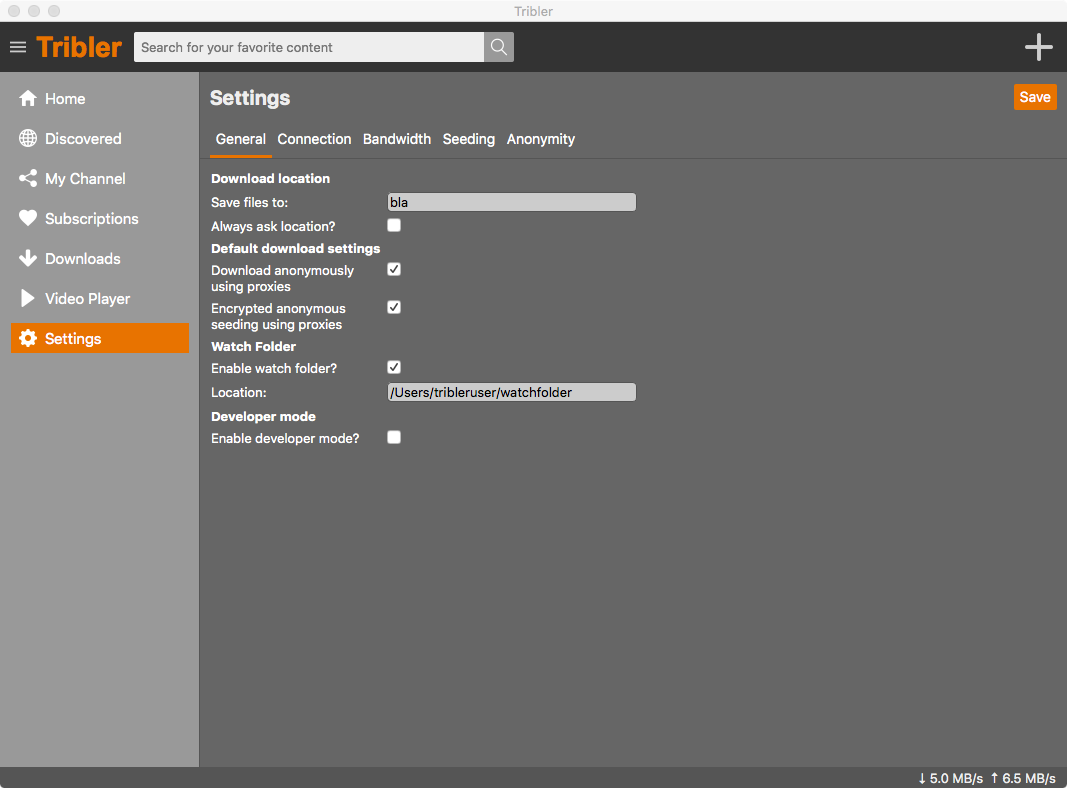 Tribler
Tribler
Search for your favorite content
Home
Discovered
My Channel
Subscriptions
Downloads
Video Player
Settings
Settings
Save
General Connection Bandwidth Seeding Anonymity
Download location
Save files to: bla
Always ask location?
Default download settings
Download anonymously
using proxies
Encrypted anonymous
seeding using proxies
Watch Folder
Enable watch folder?
Location: /Users/tribleruser/watchfolder
Developer mode
Enable developer mode?
↓ 5.0 MB/s ↑ 6.5 MB/s